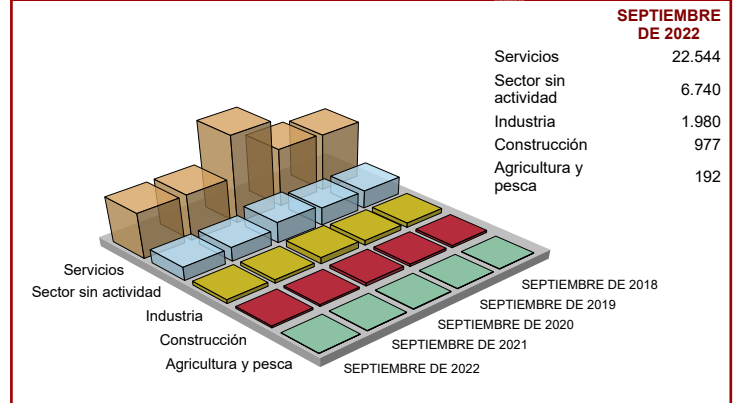 SEPTIEMBRE
DE 2022
Servicios 22.544
Sector sin
actividad 6.740
Industria 1.980
Construcción 977
Agricultura y
pesca 192
Servicios
Sector sin actividad
Industria
Construcción
Agricultura y pesca
SEPTIEMBRE DE 2018
SEPTIEMBRE DE 2019
SEPTIEMBRE DE 2020
SEPTIEMBRE DE 2021
SEPTIEMBRE DE 2022